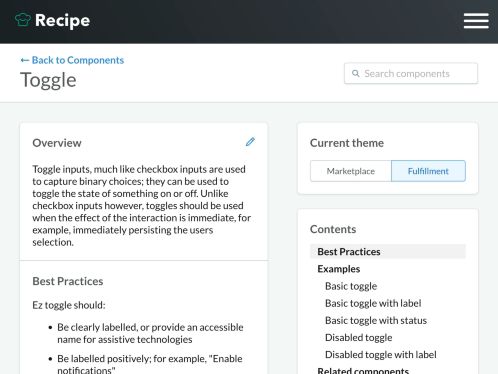 Recipe
← Back to Components
Toggle
Search components
Overview
Toggle inputs, much like checkbox inputs are used
to capture binary choices; they can be used to
toggle the state of something on or off. Unlike
checkbox inputs however, toggles should be used
when the effect of the interaction is immediate, for
example, immediately persisting the users
selection.
Best Practices
Ez toggle should:
• Be clearly labelled, or provide an accessible
name for assistive technologies
• Be labelled positively; for example, "Enable
notifications"
Current theme
Marketplace Fulfillment
Contents
Best Practices
Examples
Basic toggle
Basic toggle with label
Basic toggle with status
Disabled toggle
Disabled toggle with label
Related components